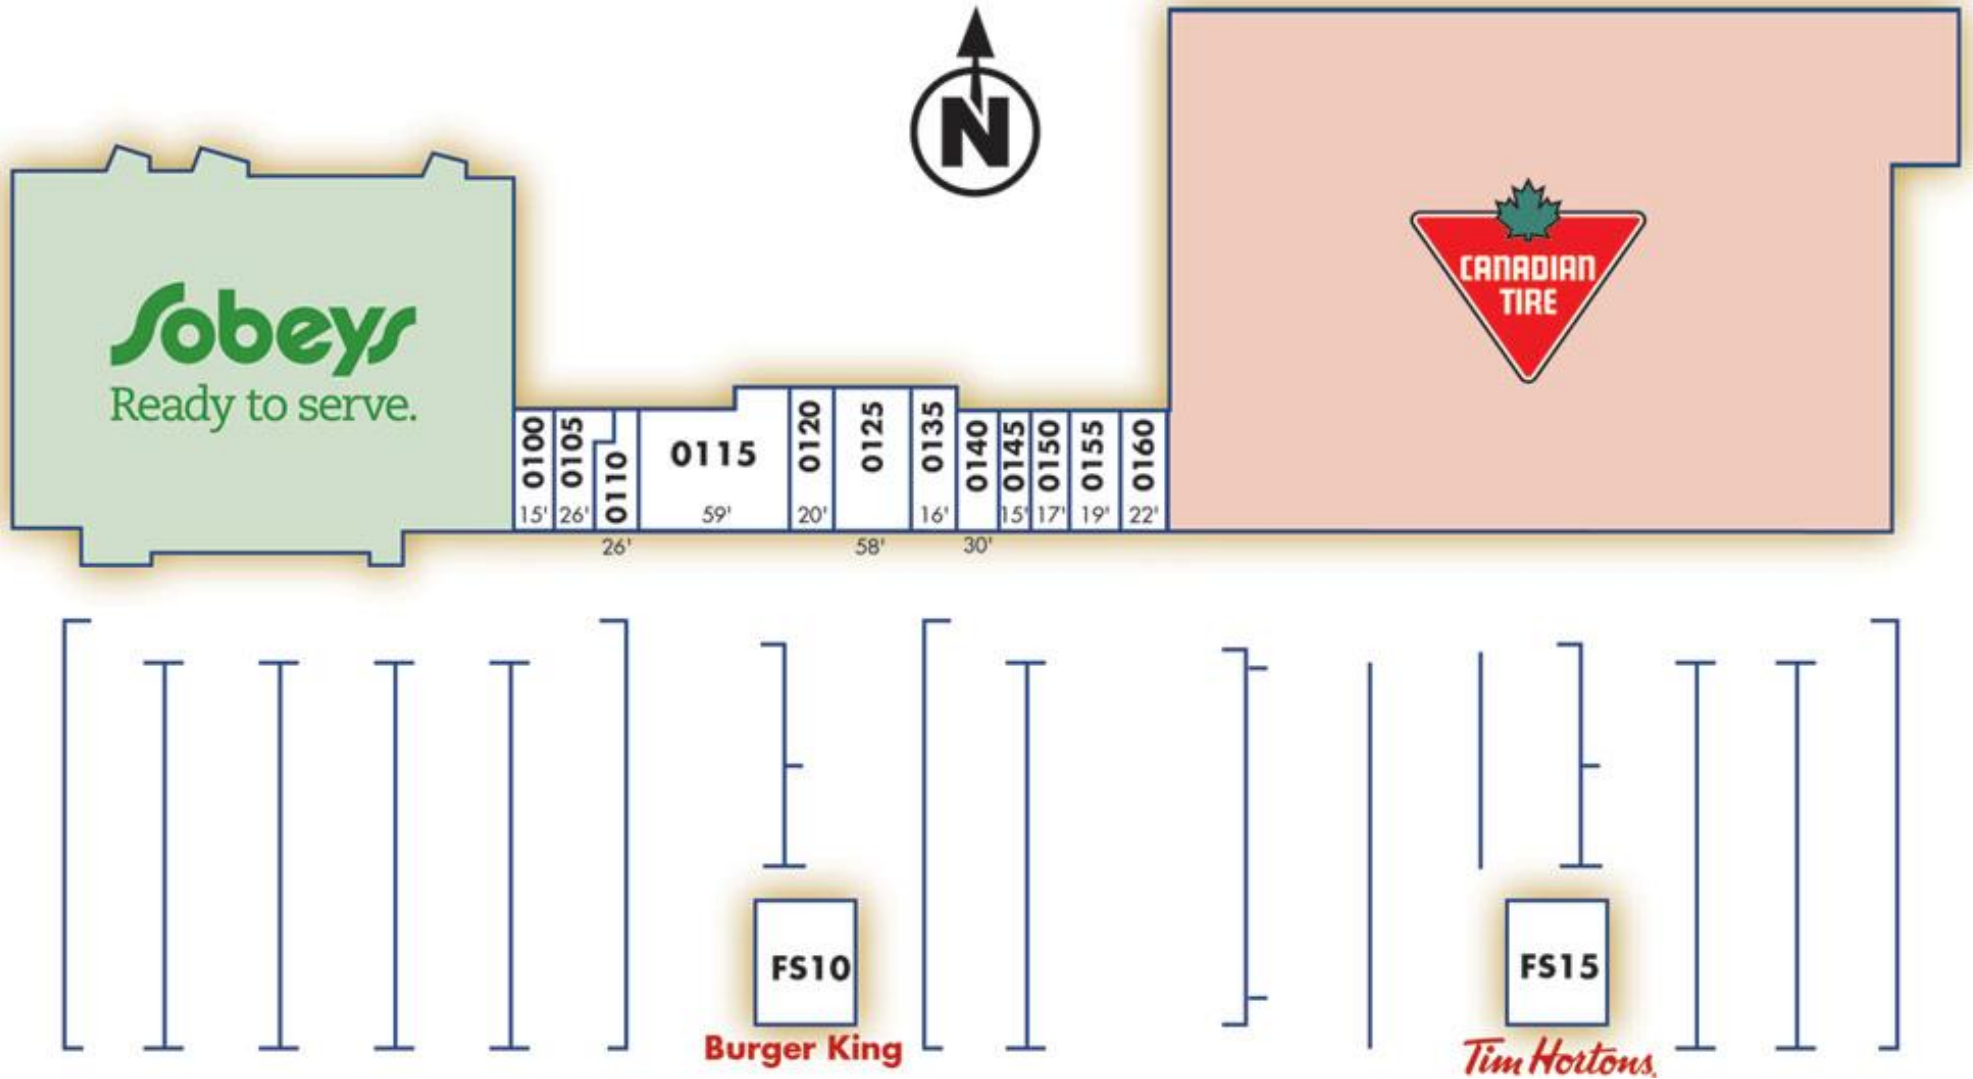 N
Sobeys
Ready to serve.
CANADIAN
TIRE
0100
0105
0110
0115
0120
0125
0135
0140
0145
0150
0155
0160
15'
26'
26'
59'
20'
58'
16'
30'
15'
17'
19'
22'
FS10
Burger King
FS15
Tim Hortons